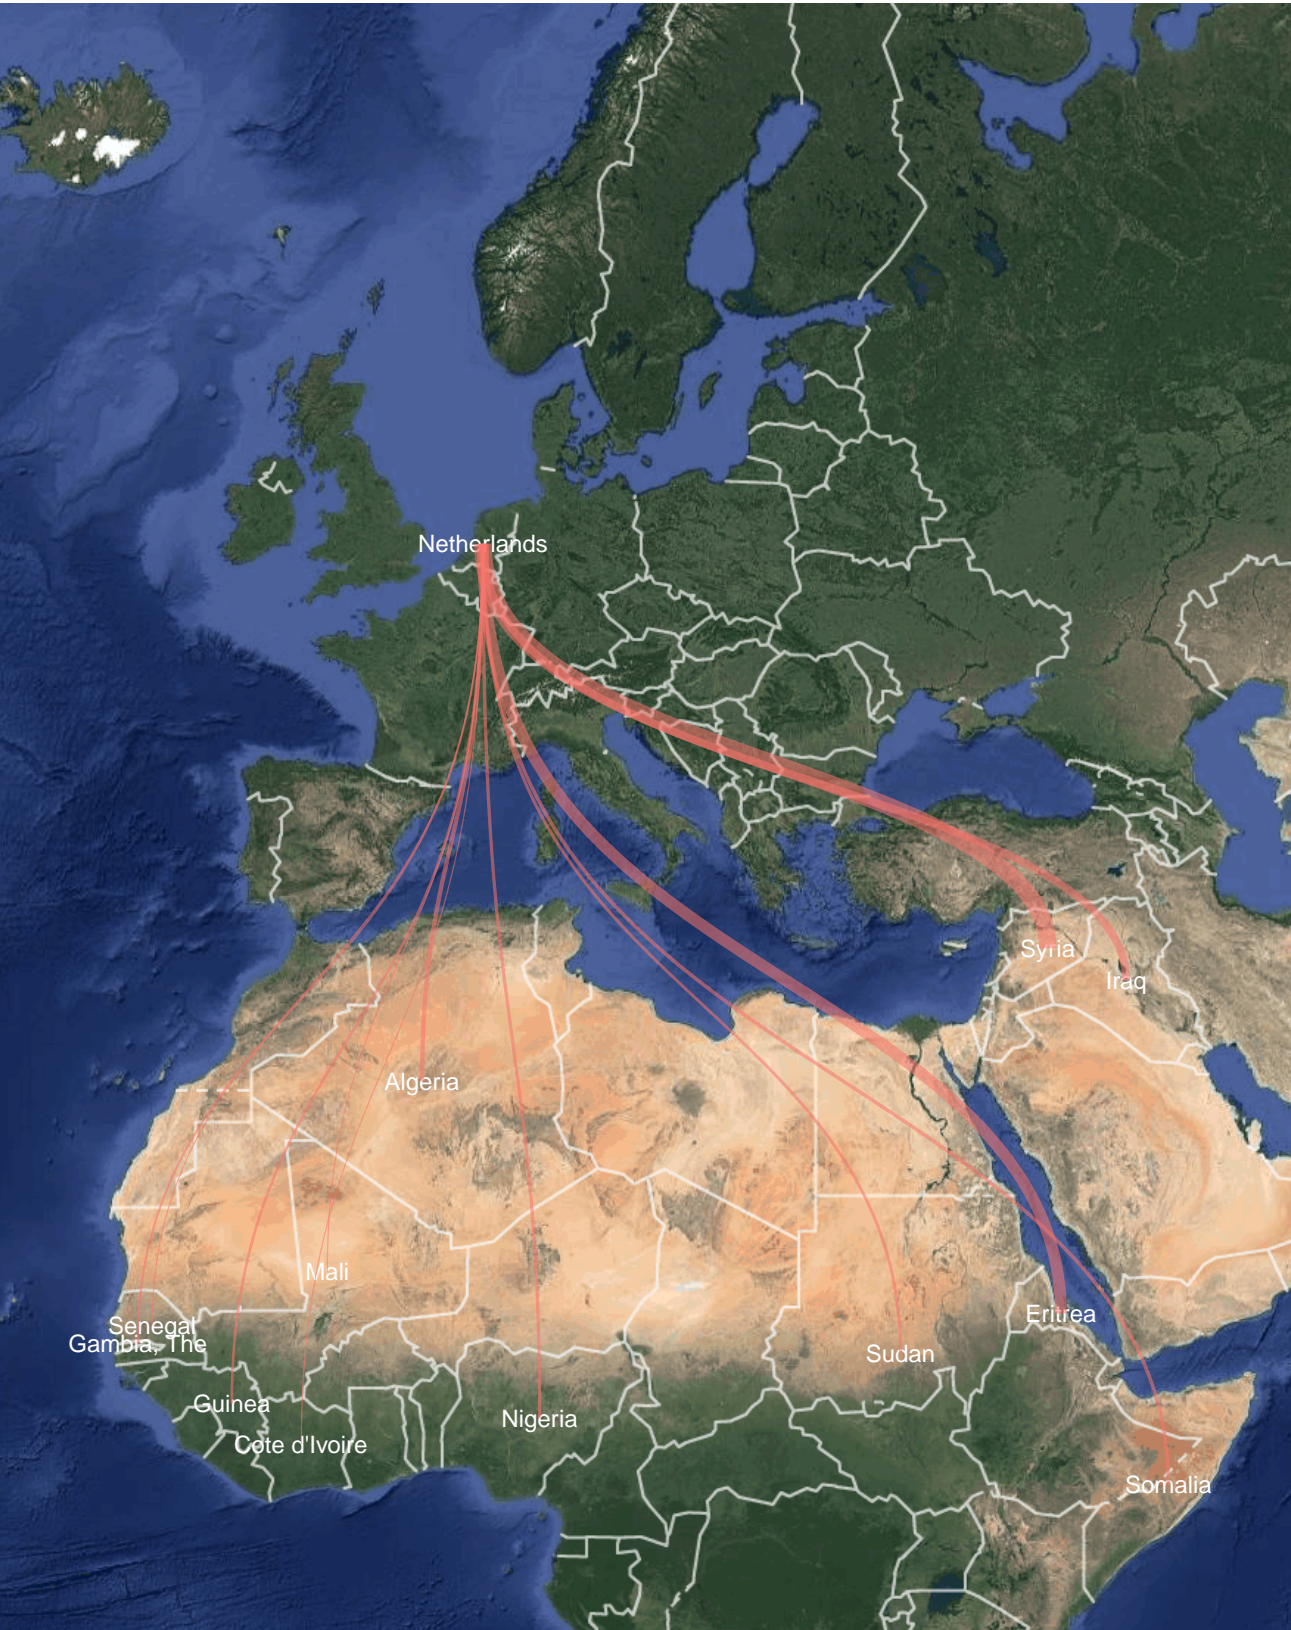 Netherlands
Syria
Iraq
Algeria
Mali
Eritrea
Senegal
Gambia, The
Sudan
Guinea
Nigeria
Cote d'Ivoire
Somalia